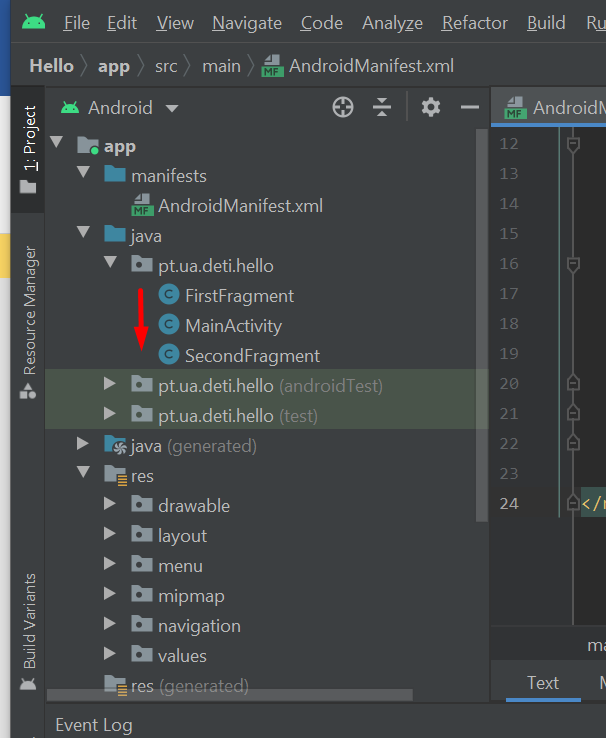 File Edit View Navigate Code Analyze Refactor Build Ru
Hello app src main MF AndroidManifest.xml
1: Project
Android
MF AndroidM
app
manifests
MF AndroidManifest.xml
java
pt.ua.deti.hello
C FirstFragment
C MainActivity
C SecondFragment
pt.ua.deti.hello (androidTest)
pt.ua.deti.hello (test)
java (generated)
res
drawable
layout
menu
mipmap
navigation
values
res (generated)
Resource Manager
Build Variants
12
13
14
15
16
17
18
19
20
21
22
23
24 </
ma
Text
Event Log